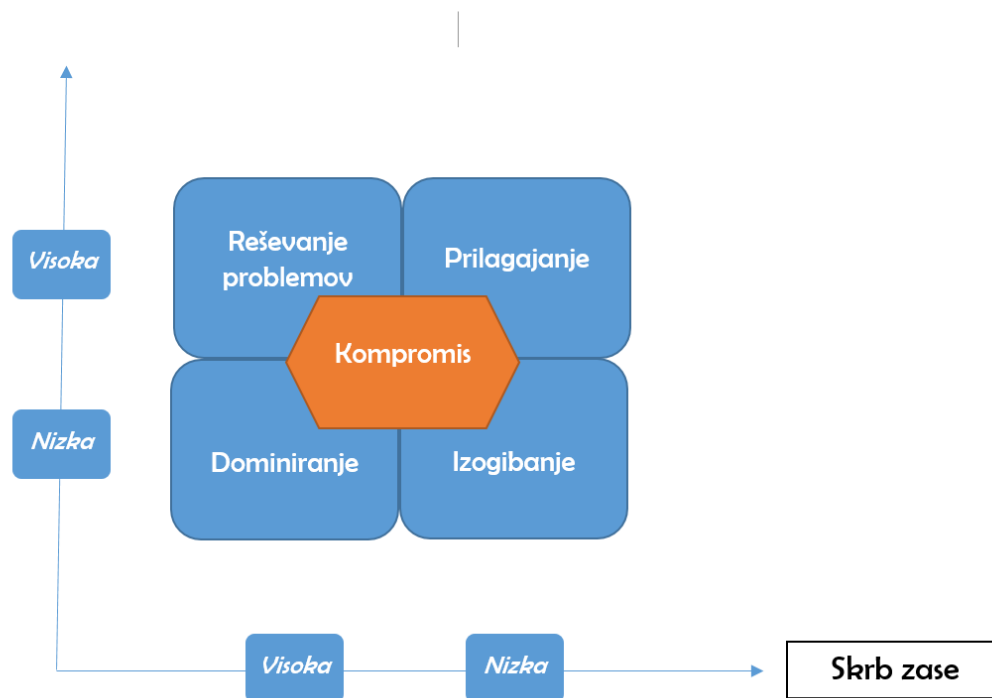 Reševanje
problemov
Prilagajanje
Visoka
Kompromis
Nizka
Dominiranje
Izogibanje
Visoka
Nizka
Skrb zase